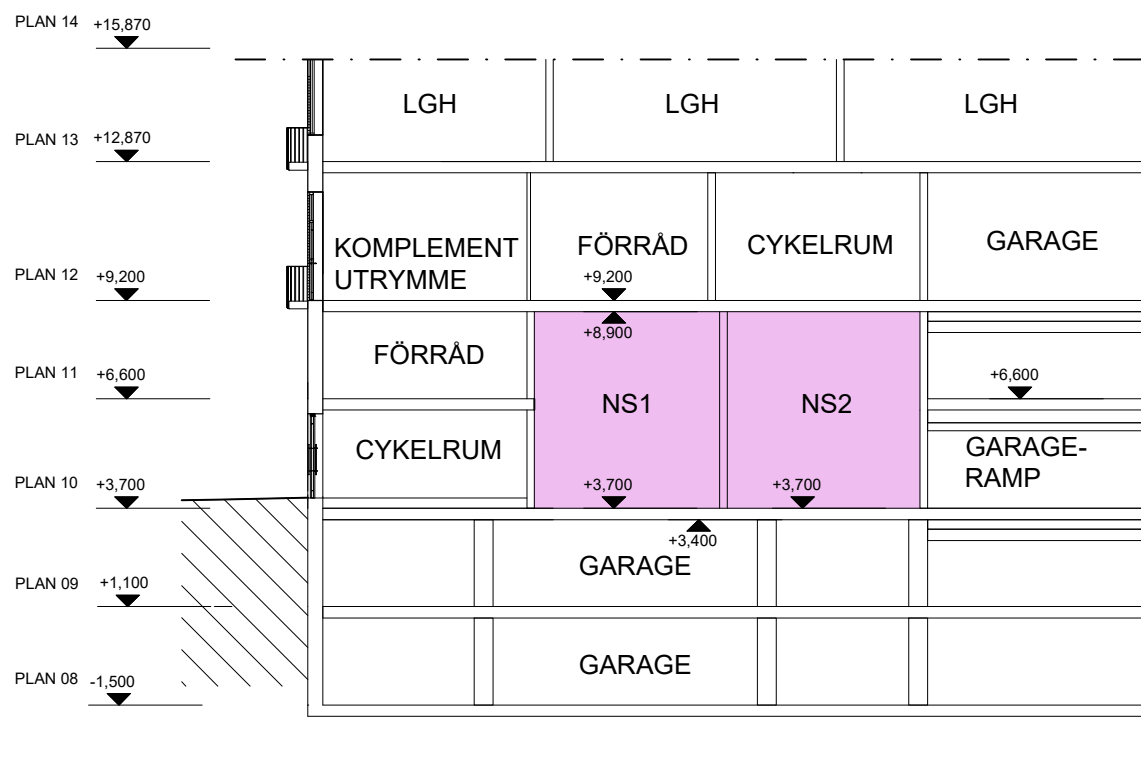 PLAN 14 +15,870
LGH LGH LGH
PLAN 13 +12,870
KOMPLEMENT FÖRRÅD CYKELRUM GARAGE
UTRYMME
PLAN 12 +9,200 +9,200
+8,900
FÖRRÅD
PLAN 11 +6,600 +6,600
NS1 NS2
CYKELRUM GARAGE-
RAMP
PLAN 10 +3,700 +3,700 +3,700
+3,400
GARAGE
PLAN 09 +1,100
GARAGE
PLAN 08 -1,500